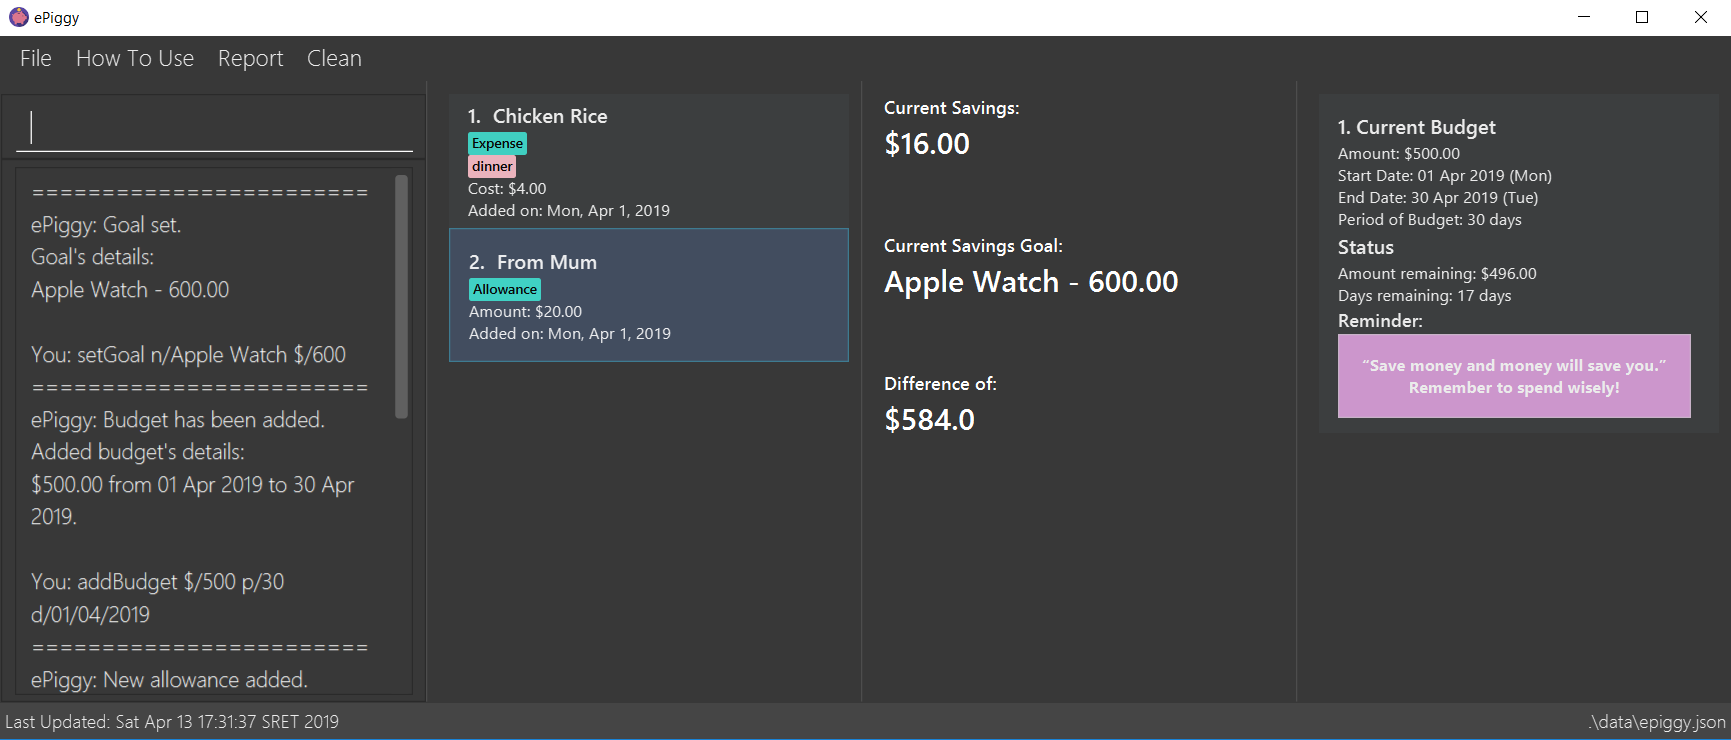 ePiggy
File How To Use Report Clean
========================
ePiggy: Goal set.
Goal's details:
Apple Watch - 600.00
You: setGoal n/Apple Watch $/600
========================
ePiggy: Budget has been added.
Added budget's details:
$500.00 from 01 Apr 2019 to 30 Apr
2019.
You: addBudget $/500 p/30
d/01/04/2019
========================
ePiggy: New allowance added.
1. Chicken Rice
Expense
dinner
Cost: $4.00
Added on: Mon, Apr 1, 2019
2. From Mum
Allowance
Amount: $20.00
Added on: Mon, Apr 1, 2019
Current Savings:
$16.00
Current Savings Goal:
Apple Watch - 600.00
Difference of:
$584.0
1. Current Budget
Amount: $500.00
Start Date: 01 Apr 2019 (Mon)
End Date: 30 Apr 2019 (Tue)
Period of Budget: 30 days
Status
Amount remaining: $496.00
Days remaining: 17 days
Reminder:
“Save money and money will save you.”
Remember to spend wisely!
Last Updated: Sat Apr 13 17:31:37 SRET 2019
.\data\epiggy.json